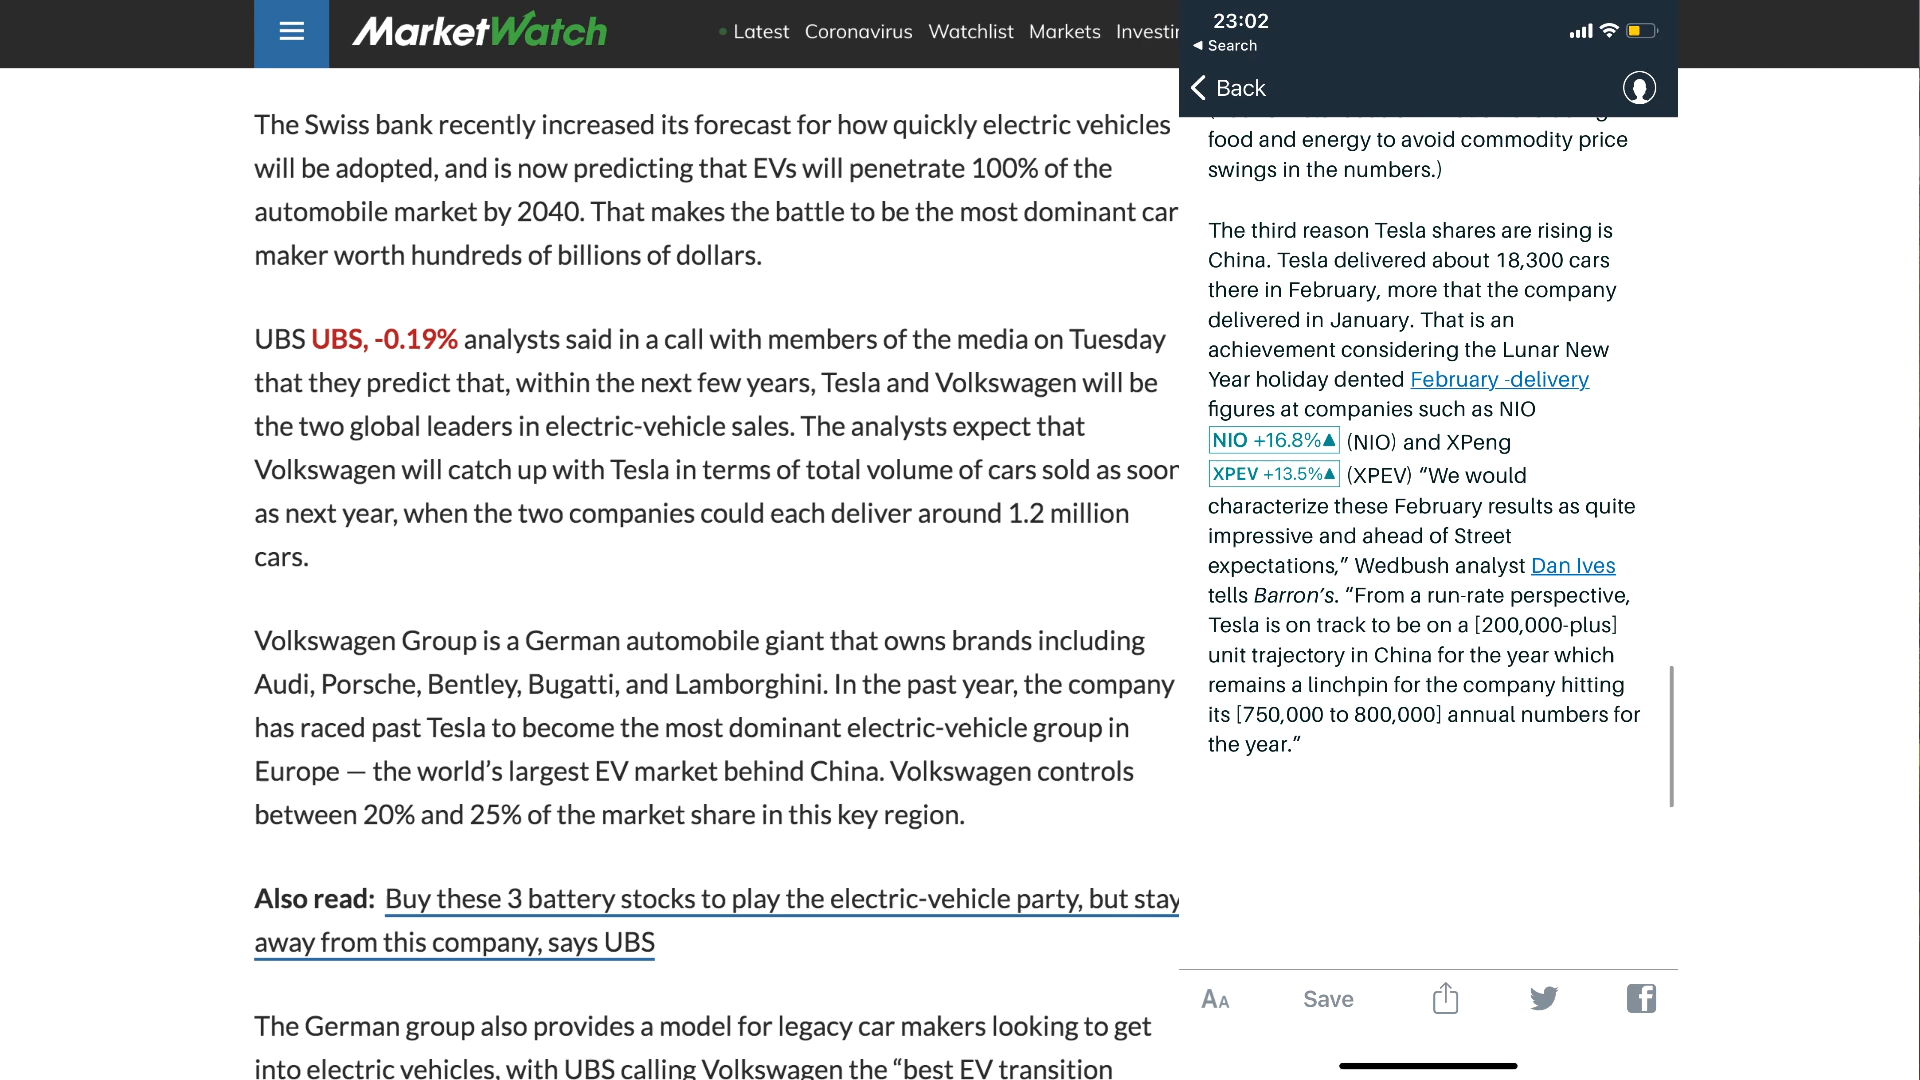 MarketWatch
Latest Coronavirus Watchlist Markets
The Swiss bank recently increased its forecast for how quickly electric vehicles
will be adopted, and is now predicting that EVs will penetrate 100% of the
automobile market by 2040. That makes the battle to be the most dominant car
maker worth hundreds of billions of dollars.
UBS UBS, -0.19% analysts said in a call with members of the media on Tuesday
that they predict that, within the next few years, Tesla and Volkswagen will be
the two global leaders in electric-vehicle sales. The analysts expect that
Volkswagen will catch up with Tesla in terms of total volume of cars sold as soon
as next year, when the two companies could each deliver around 1.2 million
cars.
Volkswagen Group is a German automobile giant that owns brands including
Audi, Porsche, Bentley, Bugatti, and Lamborghini. In the past year, the company
has raced past Tesla to become the most dominant electric-vehicle group in
Europe — the world’s largest EV market behind China. Volkswagen controls
between 20% and 25% of the market share in this key region.
Also read: Buy these 3 battery stocks to play the electric-vehicle party, but stay
away from this company, says UBS
The German group also provides a model for legacy car makers looking to get
into electric vehicles, with UBS calling Volkswagen the “best EV transition
23:02
◄ Search
Back
food and energy to avoid commodity price
swings in the numbers.)
The third reason Tesla shares are rising is
China. Tesla delivered about 18,300 cars
there in February, more that the company
delivered in January. That is an
achievement considering the Lunar New
Year holiday dented February -delivery
figures at companies such as NIO
NIO +16.8%▲ (NIO) and XPeng
XPEV +13.5%▲ (XPEV) “We would
characterize these February results as quite
impressive and ahead of Street
expectations,” Wedbush analyst Dan Ives
tells Barron’s. “From a run-rate perspective,
Tesla is on track to be on a [200,000-plus]
unit trajectory in China for the year which
remains a linchpin for the company hitting
its [750,000 to 800,000] annual numbers for
the year.”
AA Save